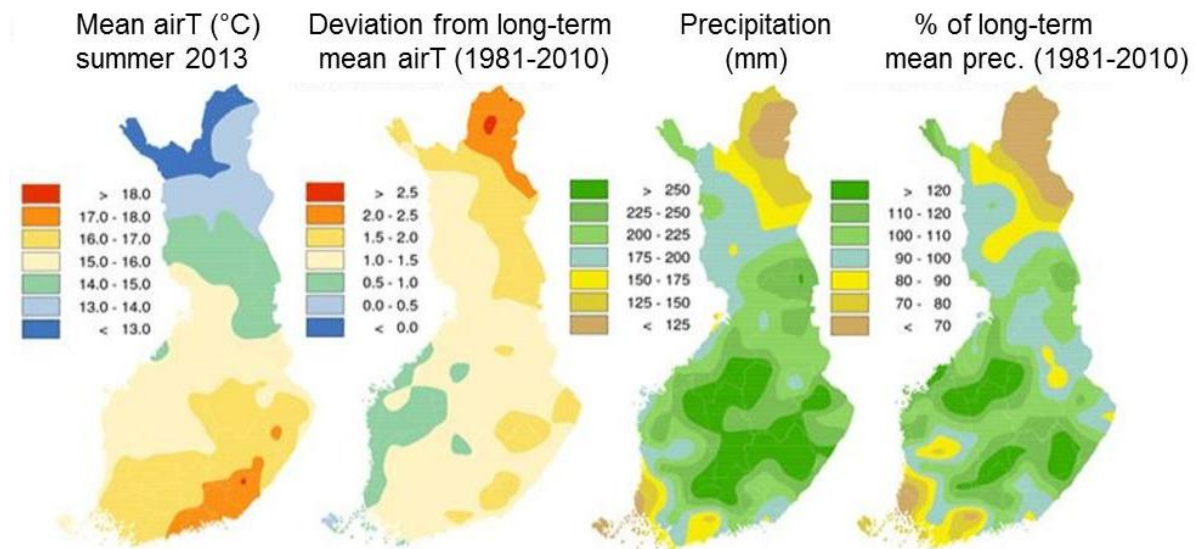 Mean airT (°C)
summer 2013
Deviation from long-term
mean airT (1981-2010)
Precipitation
(mm)
% of long-term
mean prec. (1981-2010)
> 18.0
17.0 - 18.0
16.0 - 17.0
15.0 - 16.0
14.0 - 15.0
13.0 - 14.0
< 13.0
> 2.5
2.0 - 2.5
1.5 - 2.0
1.0 - 1.5
0.5 - 1.0
0.0 - 0.5
< 0.0
> 250
225 - 250
200 - 225
175 - 200
150 - 175
125 - 150
< 125
> 120
110 - 120
100 - 110
90 - 100
80 - 90
70 - 80
< 70